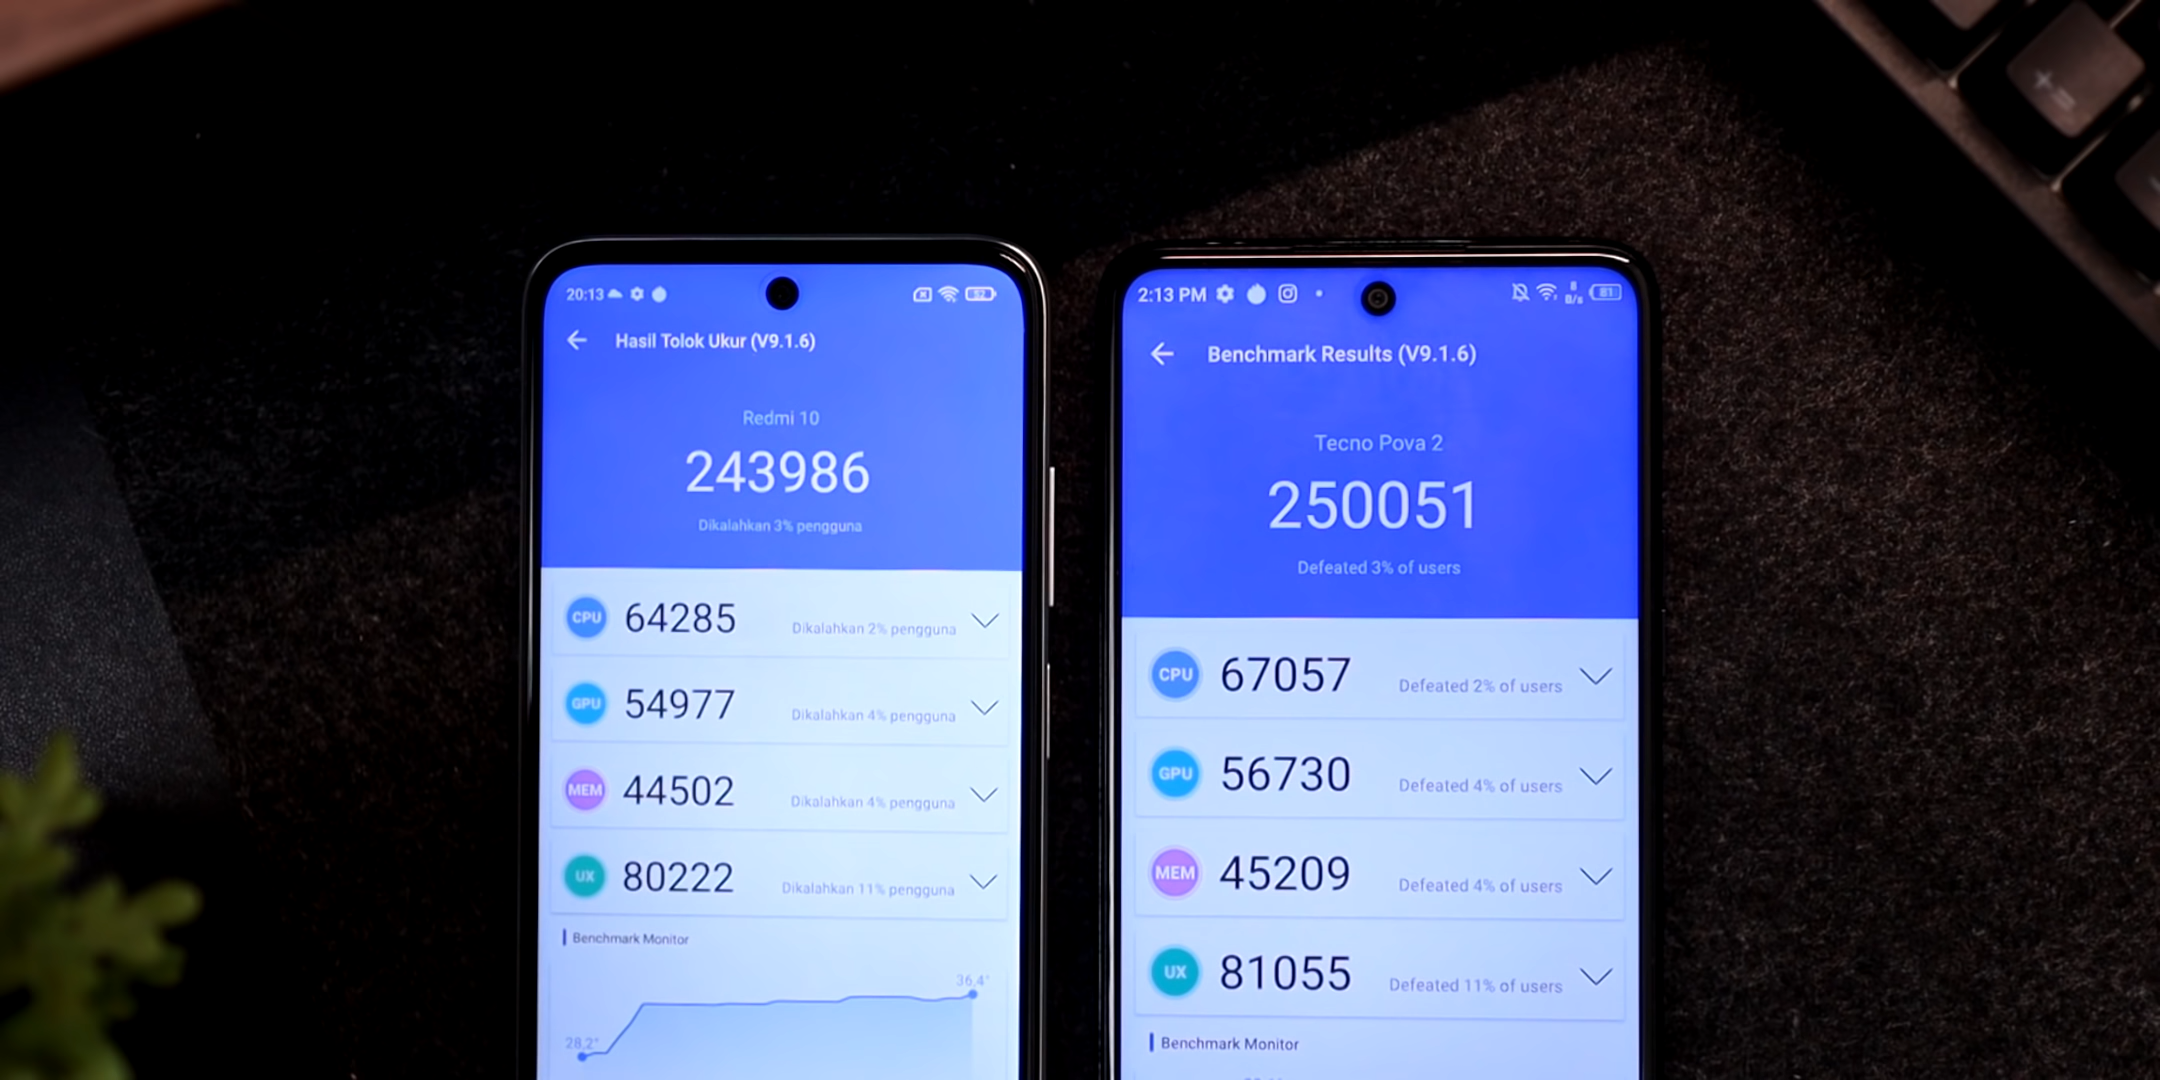 20:13
52
Hasil Tolok Ukur (V9.1.6)
Redmi 10
243986
Dikalahkan 3% pengguna
CPU 64285 Dikalahkan 2% pengguna
GPU 54977 Dikalahkan 4% pengguna
MEM 44502 Dikalahkan 4% pengguna
UX 80222 Dikalahkan 11% pengguna
Benchmark Monitor
36,4°
28,2°
2:13 PM
8 B/s
81
Benchmark Results (V9.1.6)
Tecno Pova 2
250051
Defeated 3% of users
CPU 67057 Defeated 2% of users
GPU 56730 Defeated 4% of users
MEM 45209 Defeated 4% of users
UX 81055 Defeated 11% of users
Benchmark Monitor
+
=